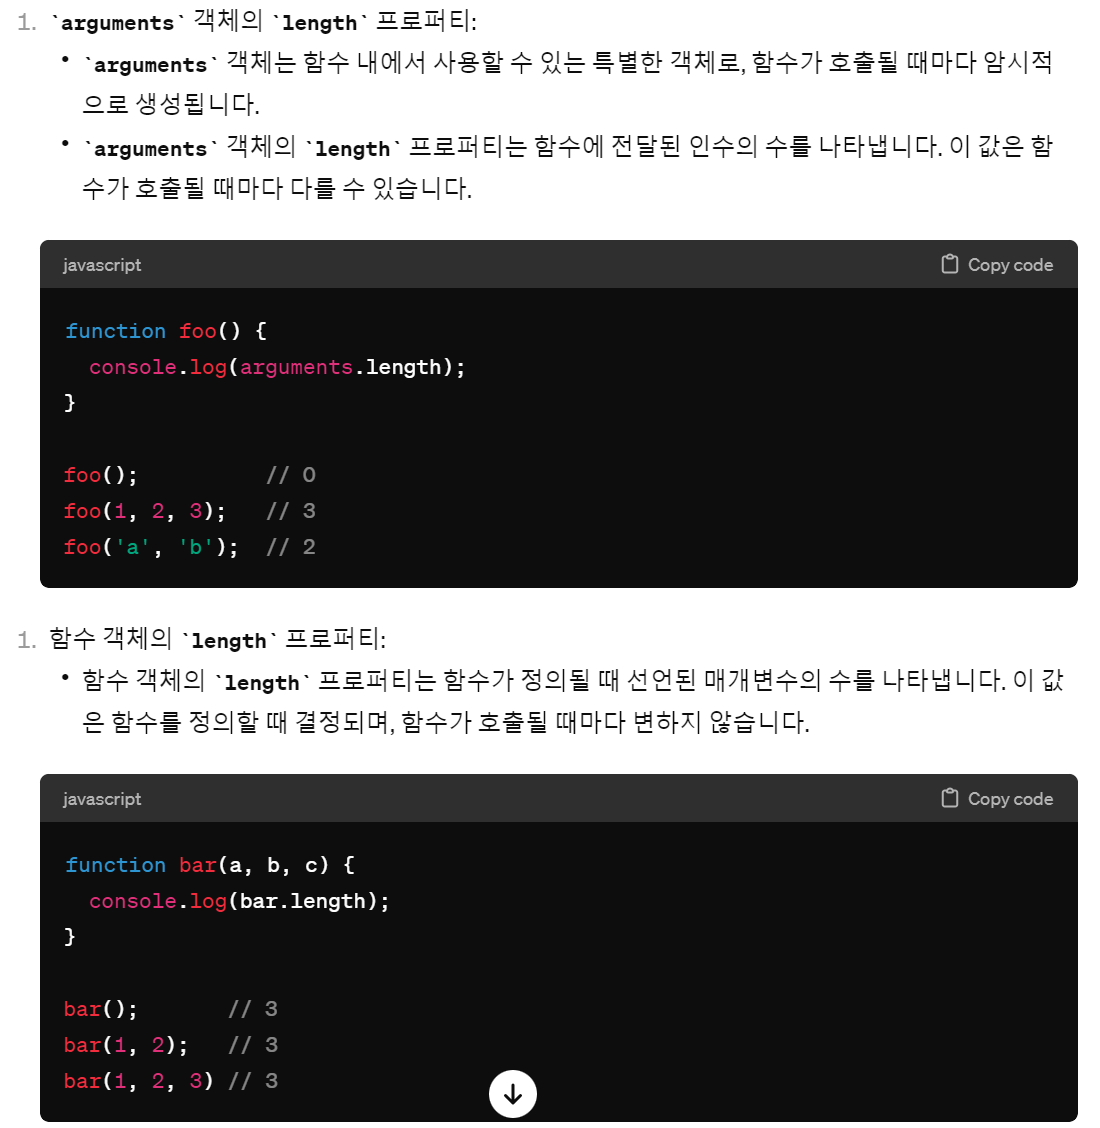 1. `arguments` 객체의 `length` 프로퍼티:
• `arguments` 객체는 함수 내에서 사용할 수 있는 특별한 객체로, 함수가 호출될 때마다 암시적
으로 생성됩니다.
• `arguments` 객체의 `length` 프로퍼티는 함수에 전달된 인수의 수를 나타냅니다. 이 값은 함
수가 호출될 때마다 다를 수 있습니다.
javascript Copy code
function foo() {
  console.log(arguments.length);
}
foo();          // 0
foo(1, 2, 3);   // 3
foo('a', 'b');  // 2
1. 함수 객체의 `length` 프로퍼티:
• 함수 객체의 `length` 프로퍼티는 함수가 정의될 때 선언된 매개변수의 수를 나타냅니다. 이 값
은 함수를 정의할 때 결정되며, 함수가 호출될 때마다 변하지 않습니다.
javascript Copy code
function bar(a, b, c) {
  console.log(bar.length);
}
bar();       // 3
bar(1, 2);   // 3
bar(1, 2, 3) // 3